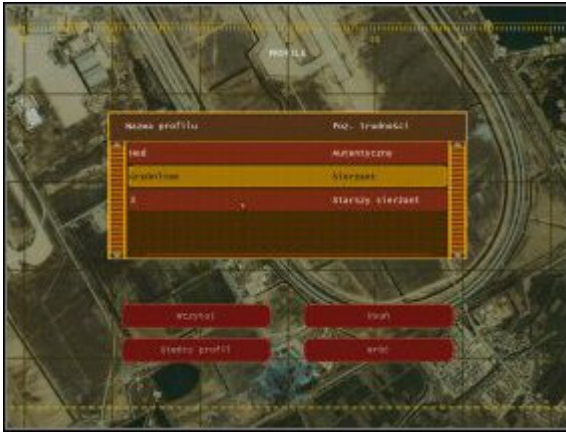 PROFILE
Nazwa profilu Poz. trudności
Autentyczny
Sierżant
Starszy sierżant
Wczytaj Usuń
Stwórz profil Wróć